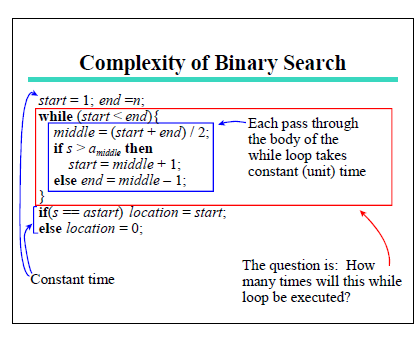 Complexity of Binary Search
start = 1; end =n;
while (start < end){
middle = (start + end) / 2;
if s > amiddle then
start = middle + 1;
else end = middle – 1;
}
if(s == astart) location = start;
else location = 0;
Each pass through
the body of the
while loop takes
constant (unit) time
Constant time
The question is: How
many times will this while
loop be executed?